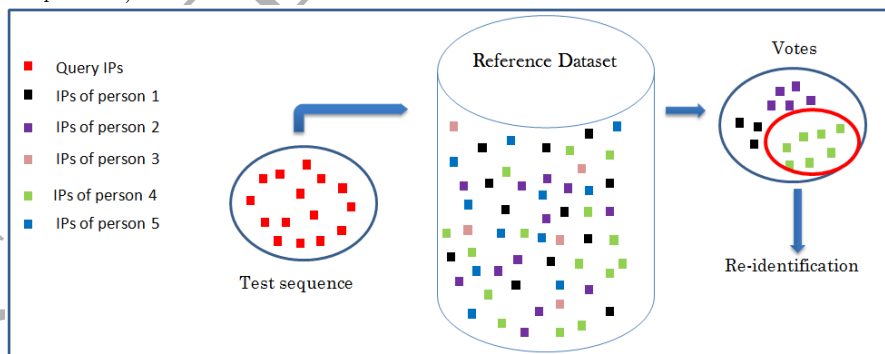 Query IPs
IPs of person 1
IPs of person 2
IPs of person 3
IPs of person 4
IPs of person 5
Test sequence
Reference Dataset
Votes
Re-identification